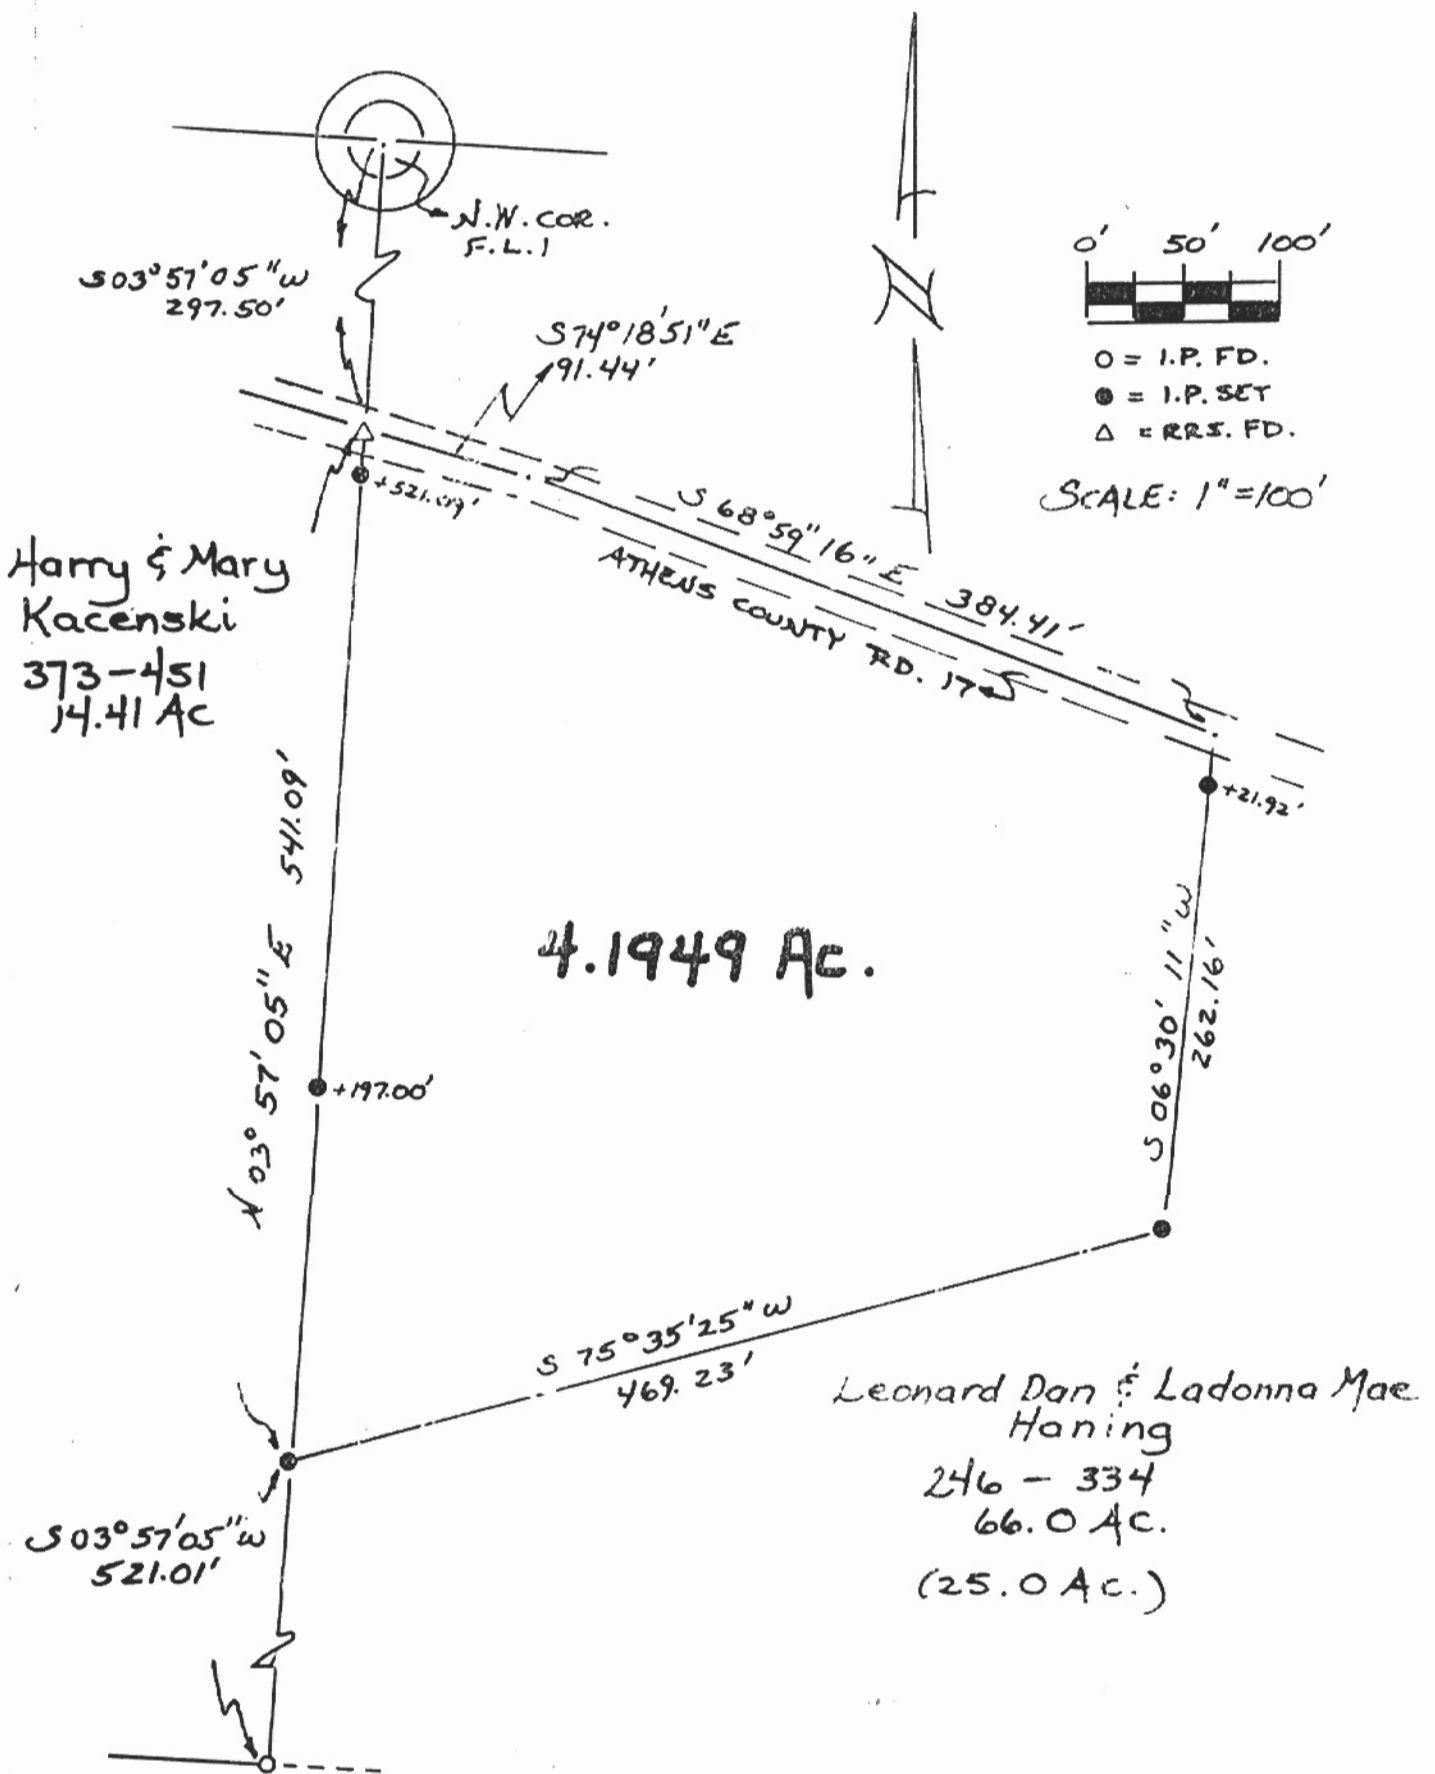 N.W. COR.
F.L.1
S03°57'05"W
297.50'
S74°18'51"E
91.44'
0' 50' 100'
O = I.P. FD.
● = I.P. SET
△ = RRS. FD.
SCALE: 1"=100'
S 68°59"16"E 384.41'
ATHENS COUNTY RD. 17
Harry & Mary
Kacenski
373-451
14.41 AC
+21.92'
N 03° 57' 05" E 541.09'
4.1949 Ac.
S 06°30' 11"W
262.16'
+197.00'
S 75°35'25"W
469.23'
Leonard Dan & Ladonna Mae
Haning
246 - 334
66.0 AC.
(25.0 Ac.)
S03°57'05"W
521.01'